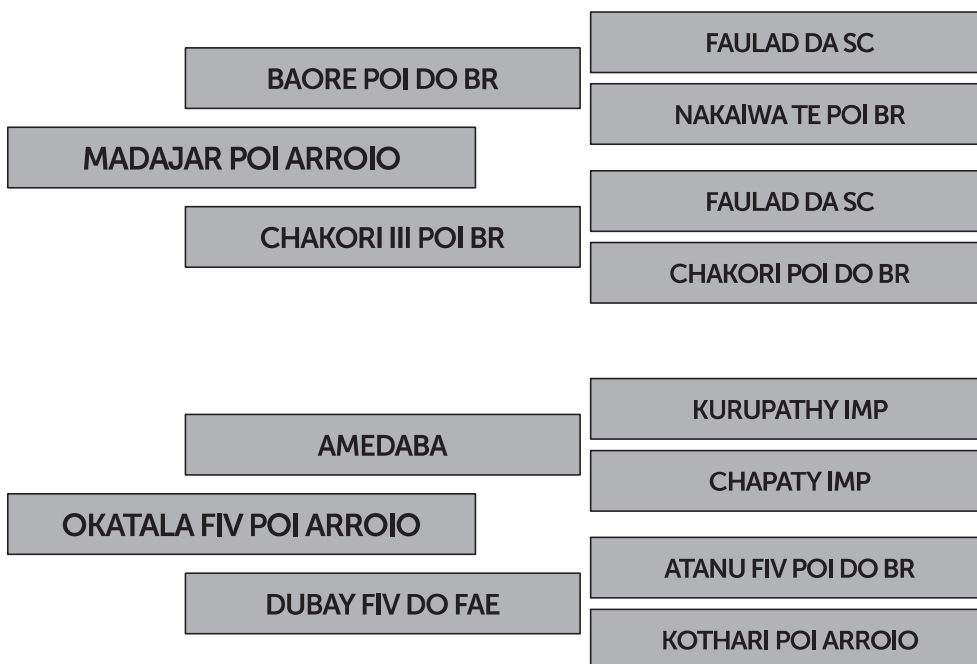 FAULAD DA SC
BAORE POI DO BR
NAKAIWA TE POI BR
MADAJAR POI ARROIO
FAULAD DA SC
CHAKORI III POI BR
CHAKORI POI DO BR
KURUPATHY IMP
AMEDABA
CHAPATY IMP
OKATALA FIV POI ARROIO
ATANU FIV POI DO BR
DUBAY FIV DO FAE
KOTHARI POI ARROIO